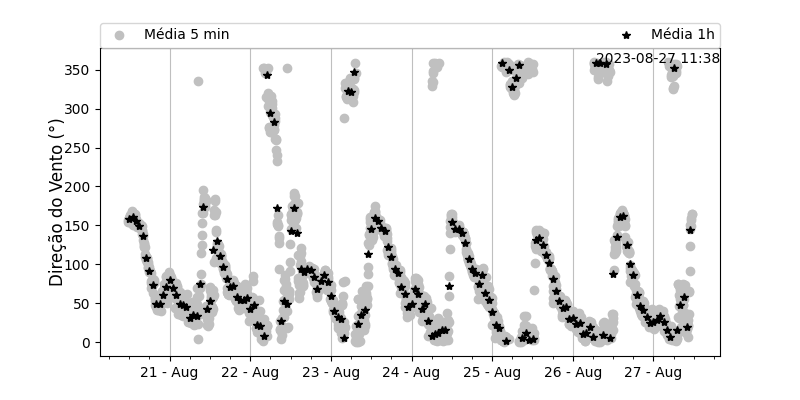 Média 5 min
Média 1h
2023-08-27 11:38
Direção do Vento (°)
350
300
250
200
150
100
50
0
21 - Aug
22 - Aug
23 - Aug
24 - Aug
25 - Aug
26 - Aug
27 - Aug